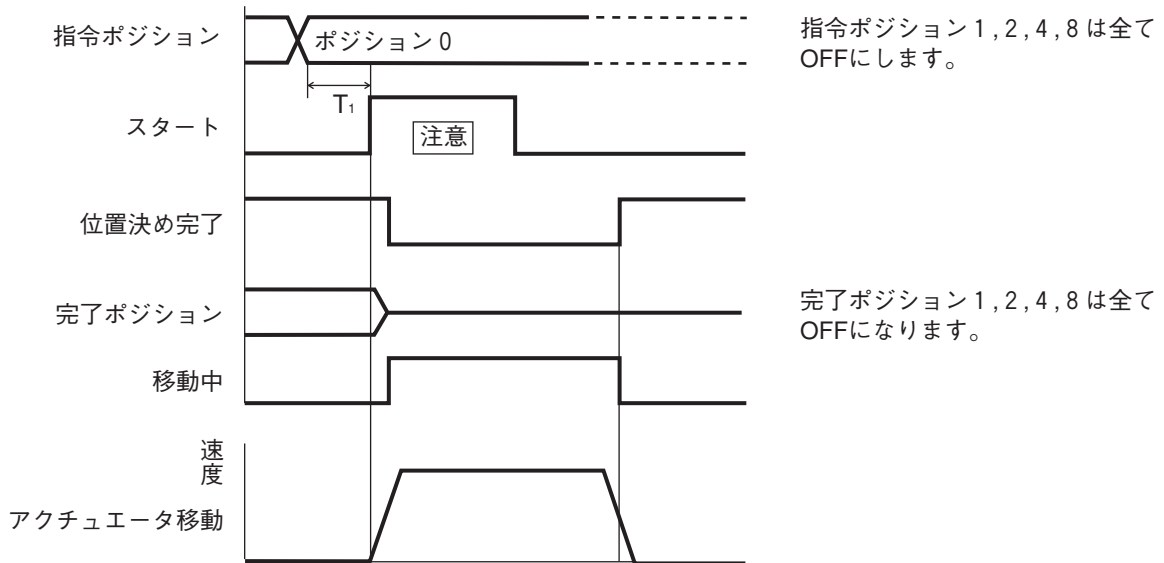 指令ポジション
ポジション0
指令ポジション1,2,4,8は全て
OFFにします。
T₁
スタート
注意
位置決め完了
完了ポジション
完了ポジション1,2,4,8は全て
OFFになります。
移動中
速度
アクチュエータ移動